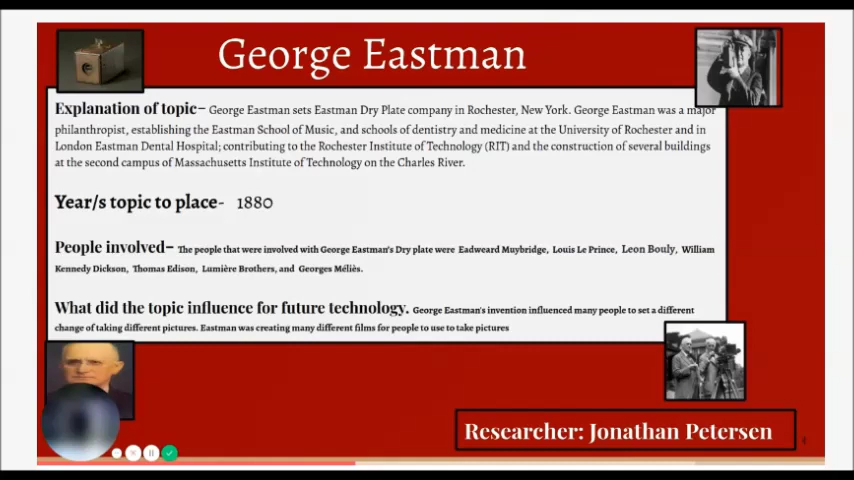 George Eastman
Explanation of topic– George Eastman sets Eastman Dry Plate company in Rochester, New York. George Eastman was a major
philanthropist, establishing the Eastman School of Music, and schools of dentistry and medicine at the University of Rochester and in
London Eastman Dental Hospital; contributing to the Rochester Institute of Technology (RIT) and the construction of several buildings
at the second campus of Massachusetts Institute of Technology on the Charles River.
Year/s topic to place- 1880
People involved– The people that were involved with George Eastman's Dry plate were Eadweard Muybridge, Louis Le Prince, Leon Bouly, William
Kennedy Dickson, Thomas Edison, Lumière Brothers, and Georges Méliès.
What did the topic influence for future technology. George Eastman's invention influenced many people to set a different
change of taking different pictures. Eastman was creating many different films for people to use to take pictures
Researcher: Jonathan Petersen